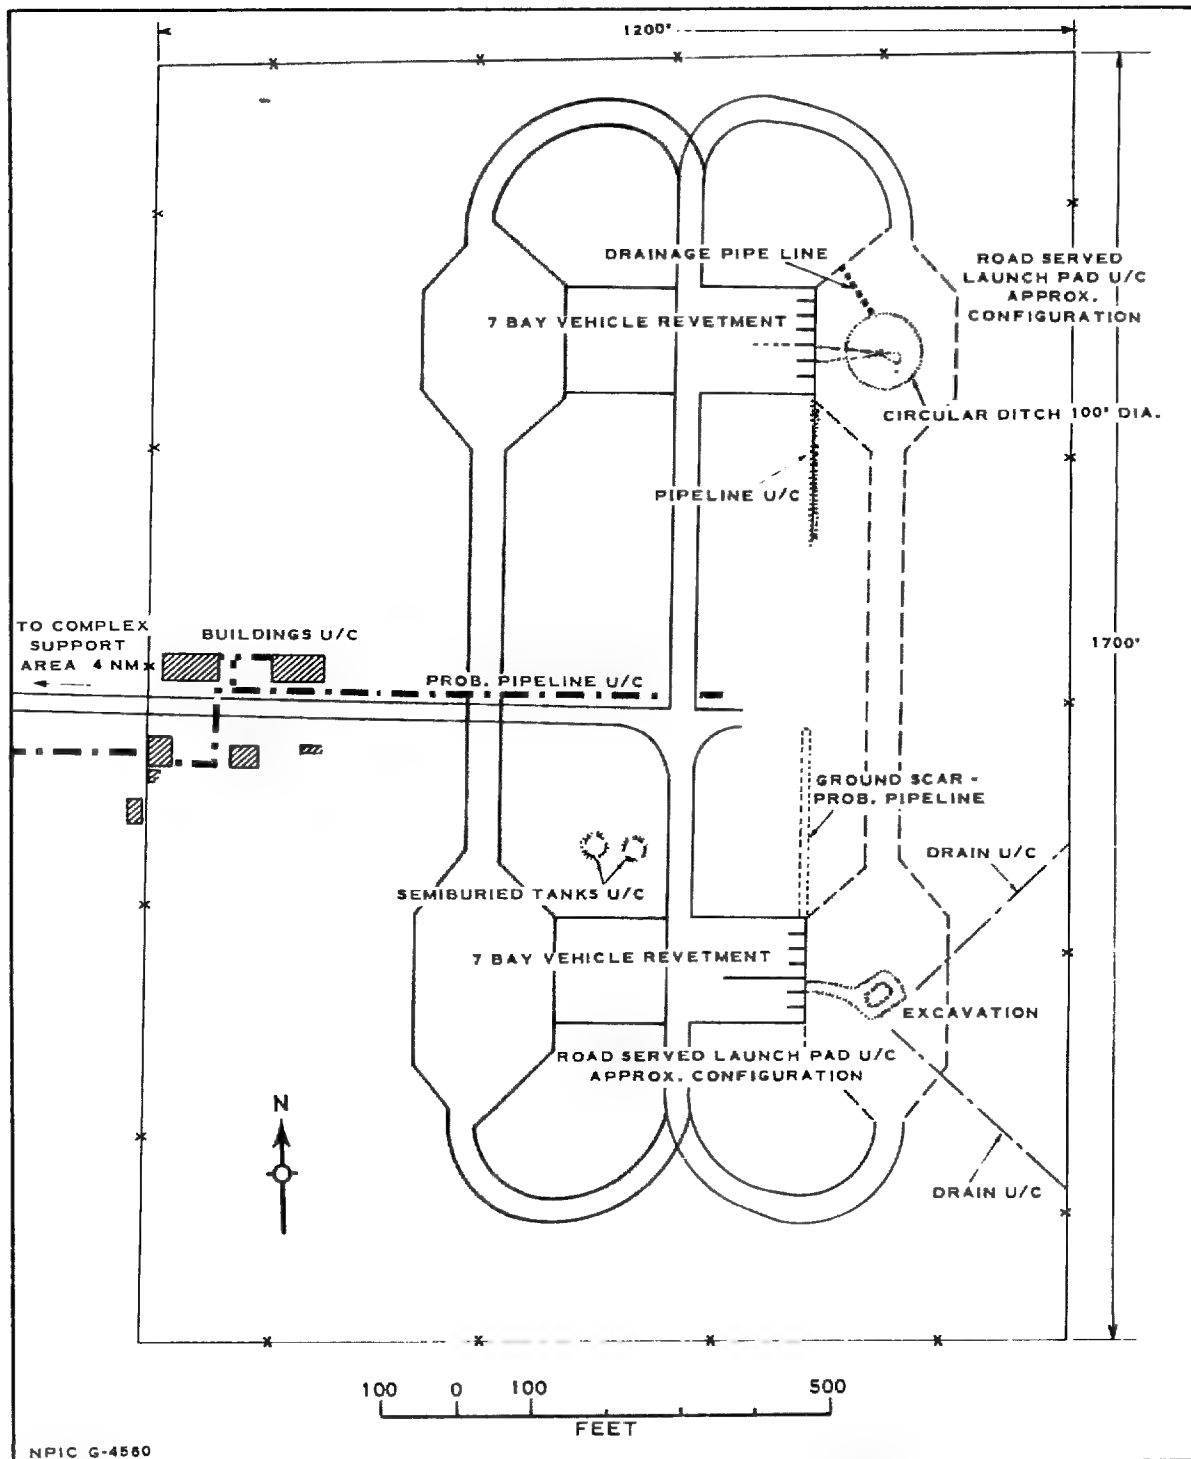 1200'
DRAINAGE PIPE LINE
ROAD SERVED
LAUNCH PAD U/C
APPROX.
CONFIGURATION
7 BAY VEHICLE REVETMENT
CIRCULAR DITCH 100' DIA.
PIPELINE U/C
TO COMPLEX
SUPPORT
AREA 4 NM
BUILDINGS U/C
PROB. PIPELINE U/C
1700'
GROUND SCAR -
PROB. PIPELINE
DRAIN U/C
SEMIBURIED TANKS U/C
7 BAY VEHICLE REVETMENT
EXCAVATION
ROAD SERVED LAUNCH PAD U/C
APPROX. CONFIGURATION
N
DRAIN U/C
100 0 100 500
FEET
NPIC G-4560